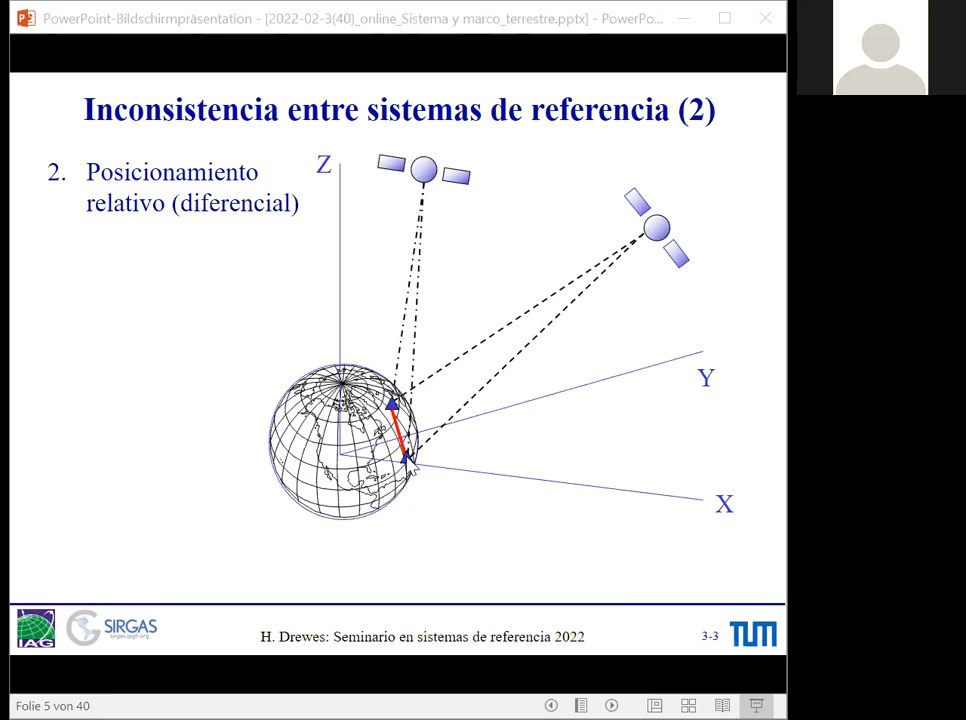 PowerPoint-Bildschirmpräsentation - [2022-02-3(40)_online_Sistema y marco_terrestre.pptx] - PowerPo...
Inconsistencia entre sistemas de referencia (2)
2. Posicionamiento
relativo (diferencial)
Z
Y
X
IAG
SIRGAS
sirgas.ipgh.org
H. Drewes: Seminario en sistemas de referencia 2022
3-3
TUM
Folie 5 von 40